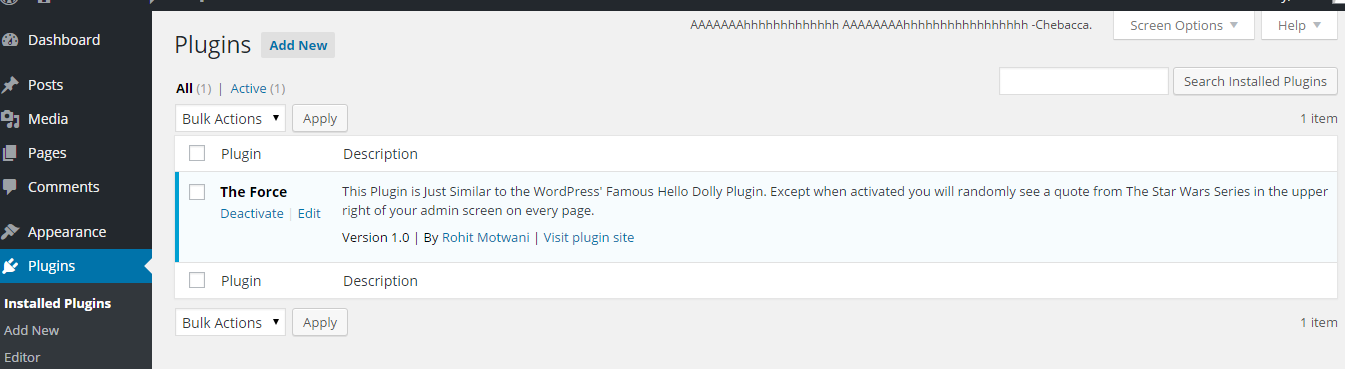 AAAAAAAhhhhhhhhhhhhhh AAAAAAAAhhhhhhhhhhhhhhhhhh -Chebacca.
Screen Options ▼
Help ▼
Dashboard
Posts
Media
Pages
Comments
Appearance
Plugins
Installed Plugins
Add New
Editor
Plugins Add New
All (1) | Active (1)
Search Installed Plugins
Bulk Actions ▼ Apply
1 item
Plugin Description
The Force
Deactivate | Edit
This Plugin is Just Similar to the WordPress' Famous Hello Dolly Plugin. Except when activated you will randomly see a quote from The Star Wars Series in the upper
right of your admin screen on every page.
Version 1.0 | By Rohit Motwani | Visit plugin site
Plugin Description
Bulk Actions ▼ Apply
1 item